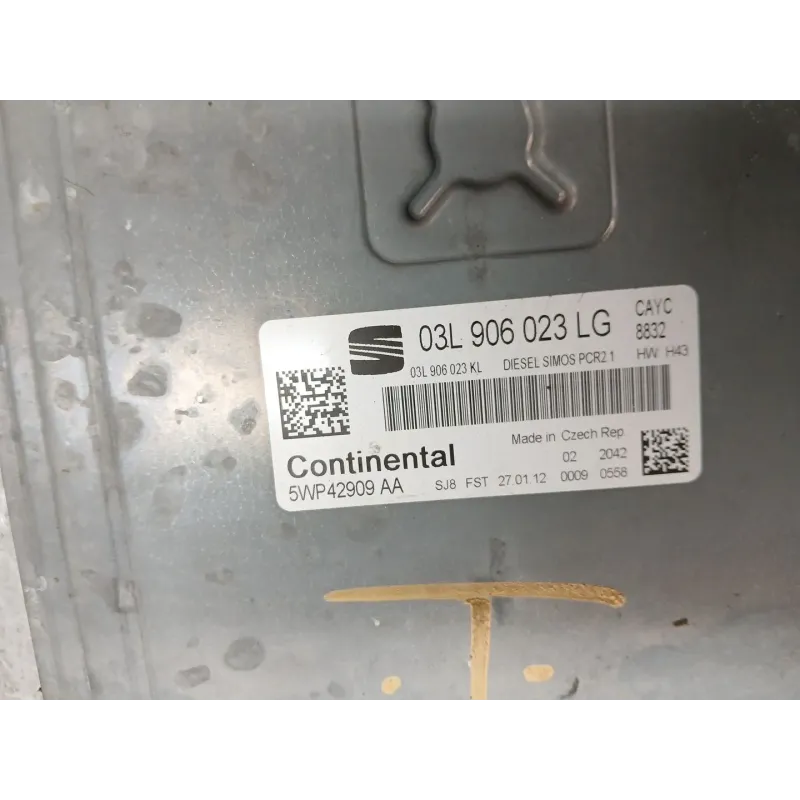 03L 906 023 LG CAYC
8832
03L 906 023 KL DIESEL SIMOS PCR2.1 HW H43
Continental Made in Czech Rep.
02 2042
5WP42909 AA SJ8 FST 27.01.12 0009 0558